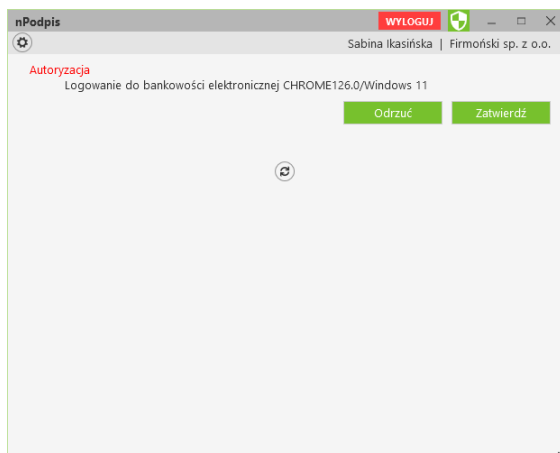 nPodpis WYLOGUJ
Sabina Ikasińska | Firmoński sp. z o.o.
Autoryzacja
Logowanie do bankowości elektronicznej CHROME126.0/Windows 11
Odrzuć Zatwierdź